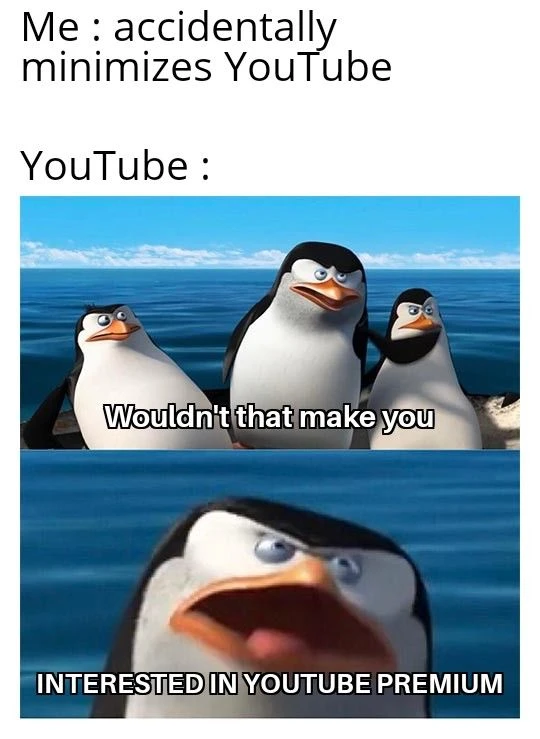 Me : accidentally
minimizes YouTube
YouTube :
Wouldn't that make you
INTERESTED IN YOUTUBE PREMIUM